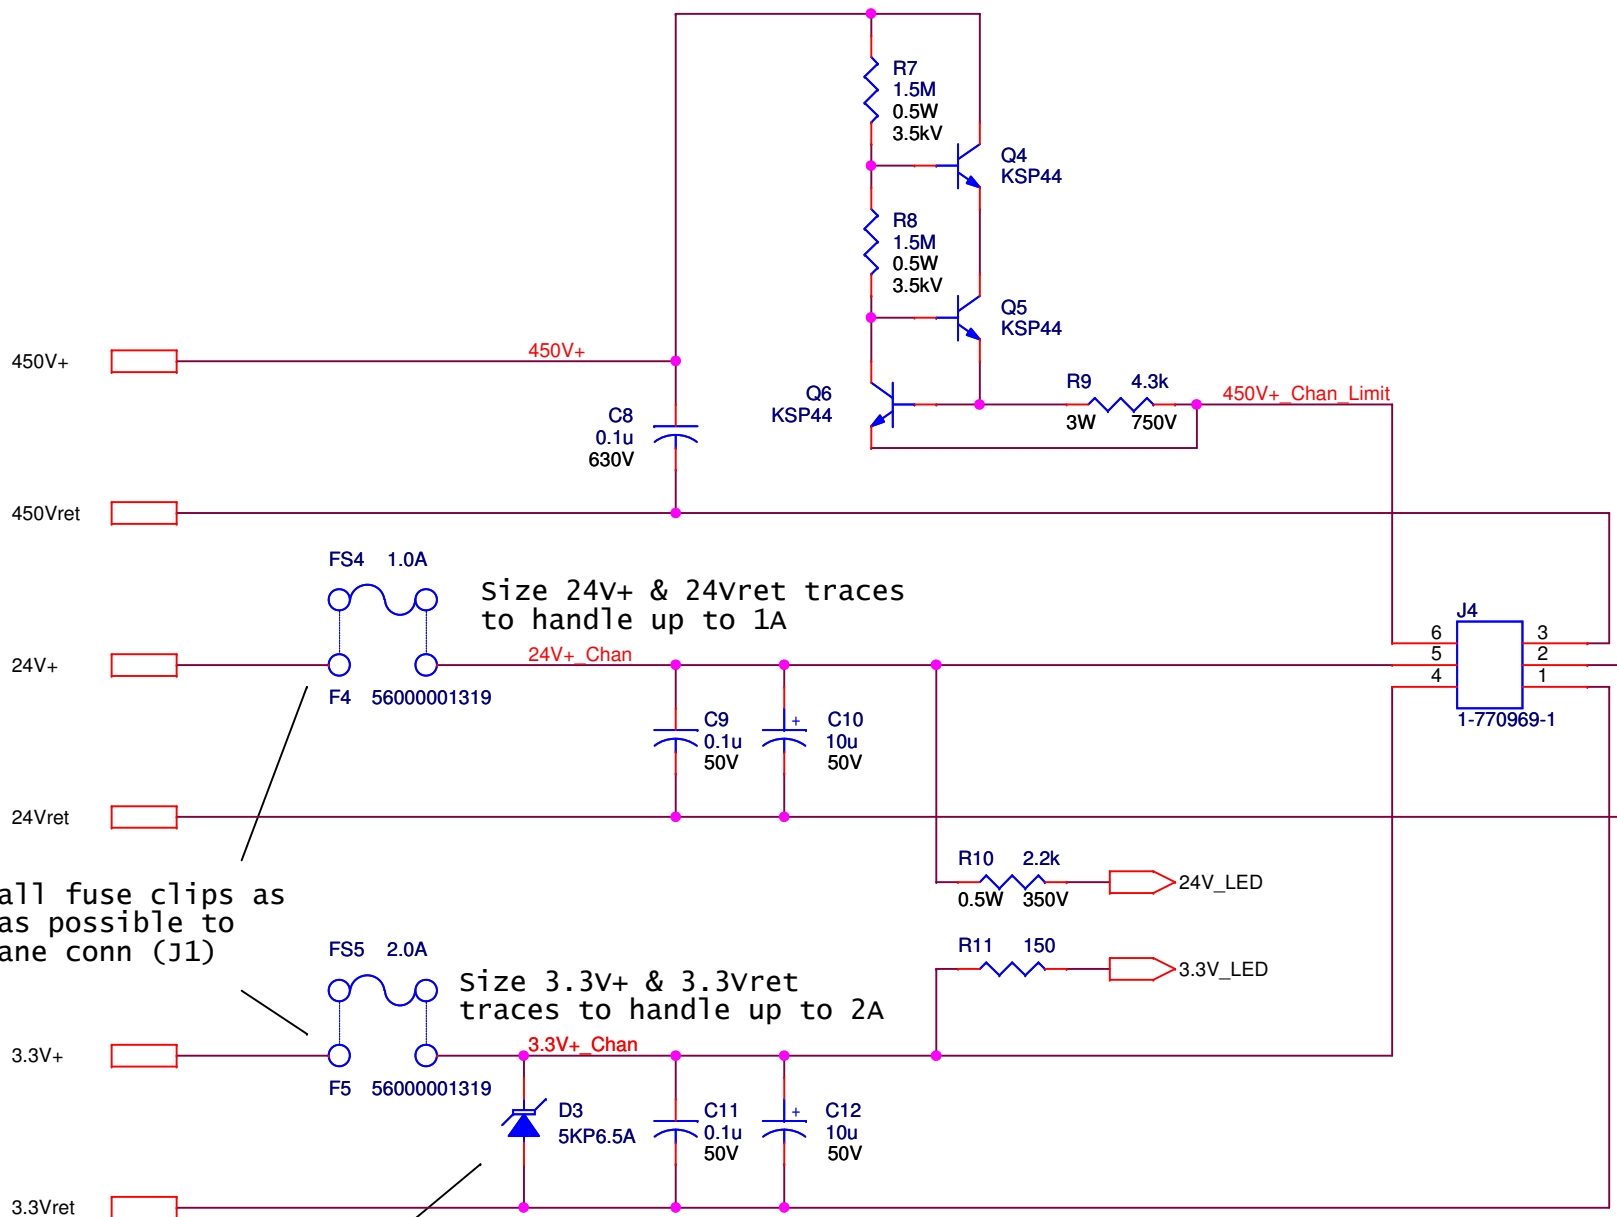 R7
1.5M
0.5W
3.5kV
Q4
KSP44
R8
1.5M
0.5W
3.5kV
Q5
KSP44
450V+
450V+
Q6
KSP44
R9 4.3k
3W 750V
450V+_Chan_Limit
C8
0.1u
630V
450Vret
FS4 1.0A
Size 24V+ & 24Vret traces
to handle up to 1A
J4
6 3
5 2
4 1
1-770969-1
24V+
24V+_Chan
F4 56000001319
C9
0.1u
50V
+
C10
10u
50V
24Vret
R10 2.2k
0.5W 350V
24V_LED
all fuse clips as
as possible to
ane conn (J1)
R11 150
3.3V_LED
FS5 2.0A
Size 3.3V+ & 3.3Vret
traces to handle up to 2A
3.3V+
3.3V+_Chan
F5 56000001319
D3
5KP6.5A
C11
0.1u
50V
+
C12
10u
50V
3.3Vret